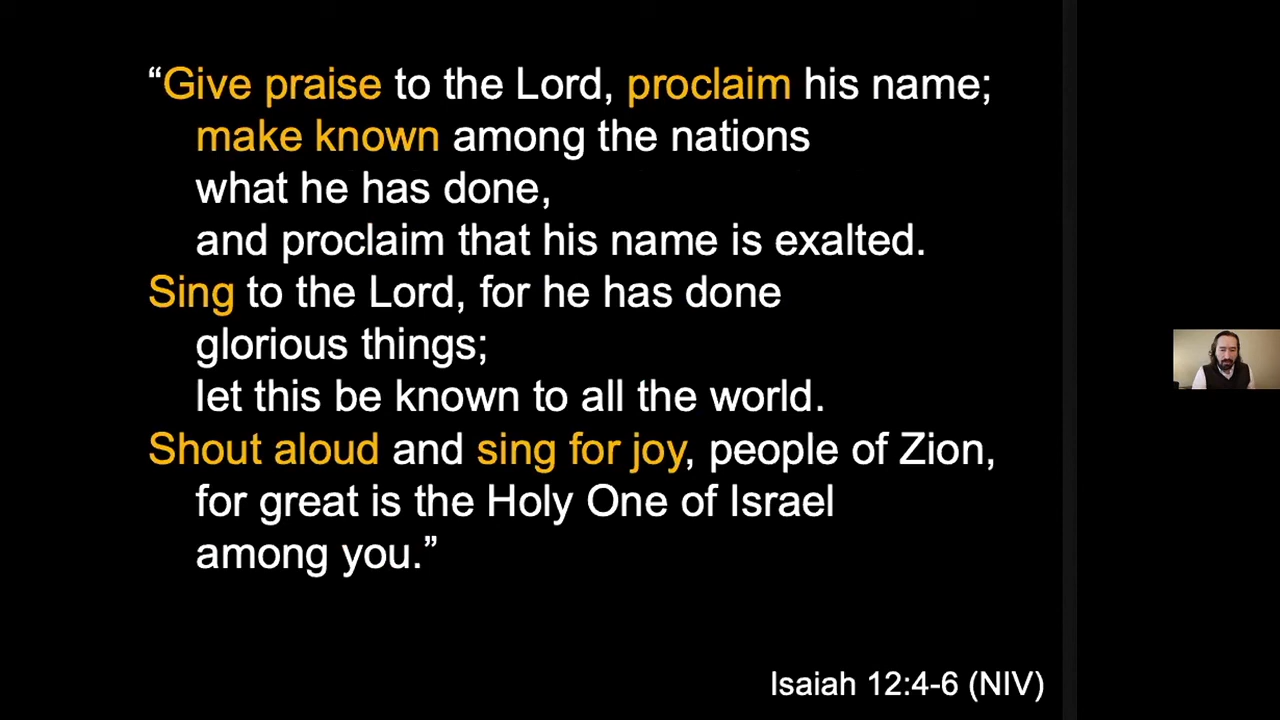 “Give praise to the Lord, proclaim his name;
make known among the nations
what he has done,
and proclaim that his name is exalted.
Sing to the Lord, for he has done
glorious things;
let this be known to all the world.
Shout aloud and sing for joy, people of Zion,
for great is the Holy One of Israel
among you.”
Isaiah 12:4-6 (NIV)